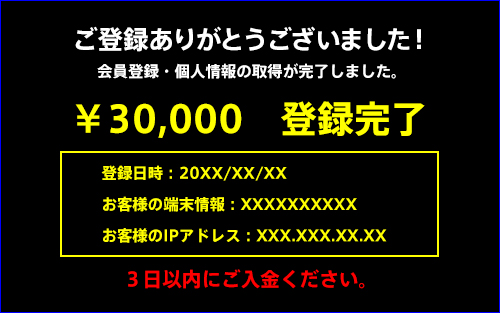 ご登録ありがとうございました!
会員登録・個人情報の取得が完了しました。
￥30,000　登録完了
登録日時：20XX/XX/XX
お客様の端末情報：XXXXXXXXXX
お客様のIPアドレス：XXX.XXX.XX.XX
３日以内にご入金ください。